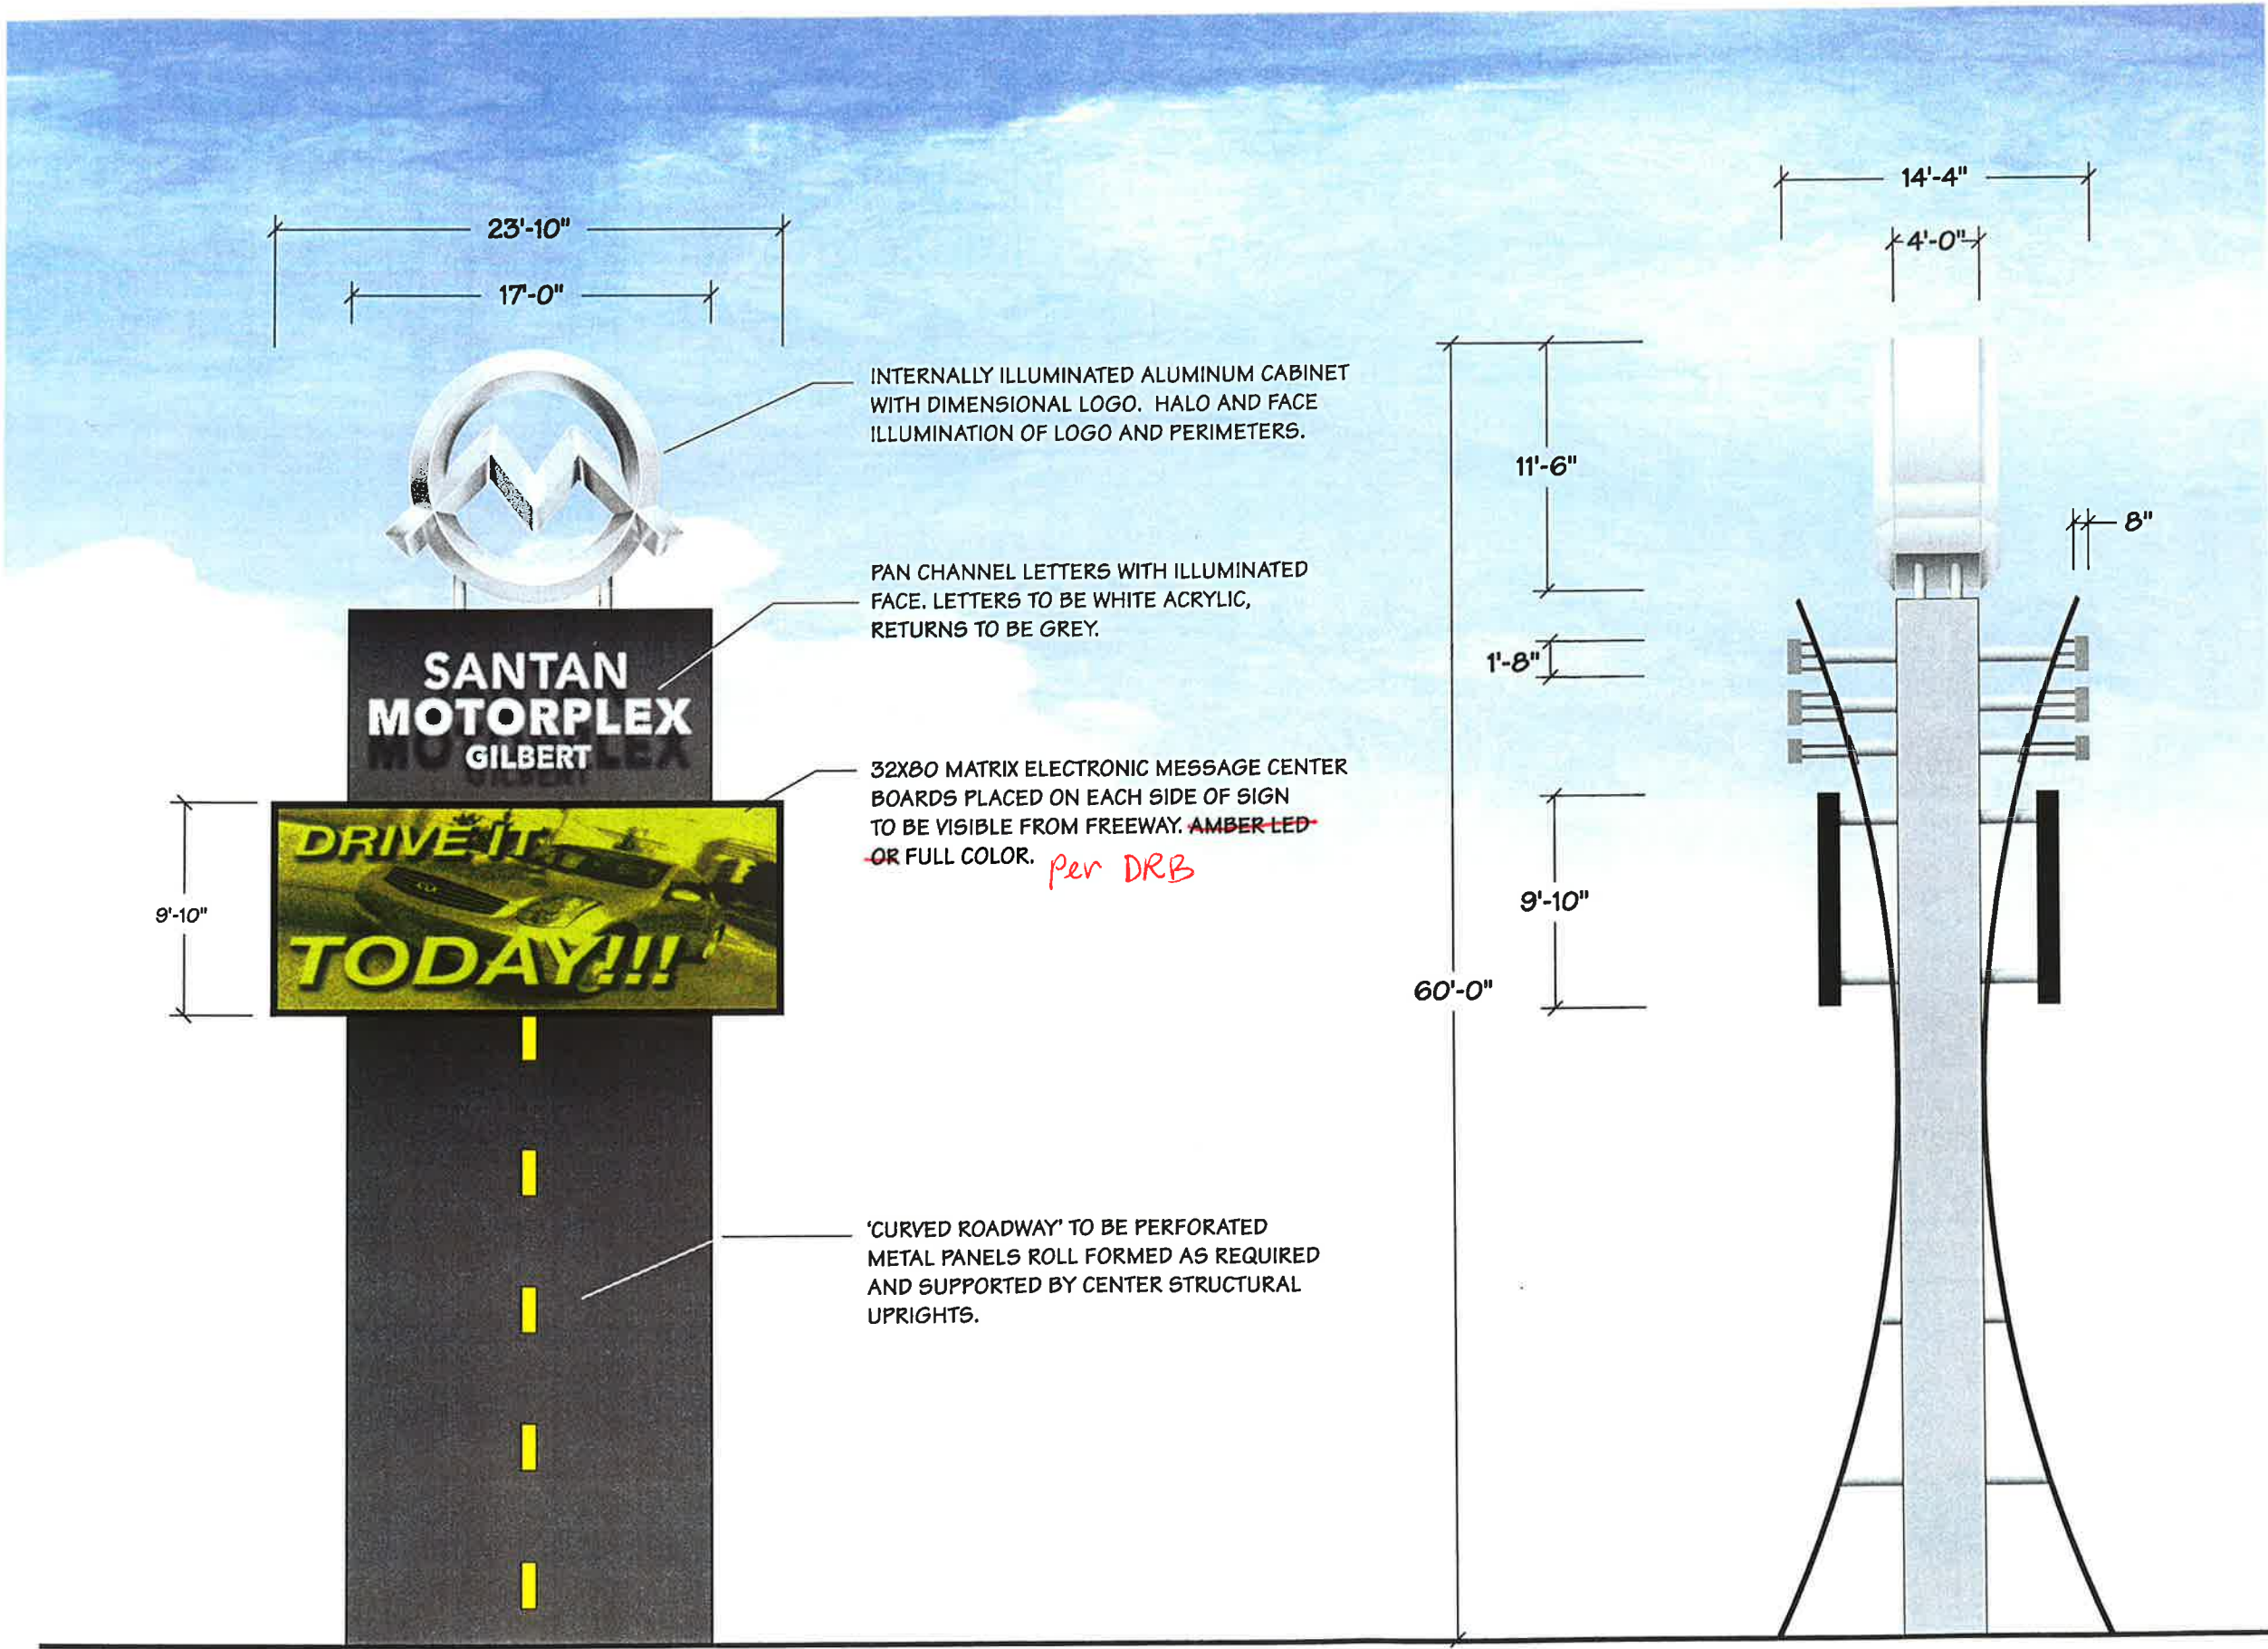 23'-10"
17'-0"
INTERNALLY ILLUMINATED ALUMINUM CABINET
WITH DIMENSIONAL LOGO. HALO AND FACE
ILLUMINATION OF LOGO AND PERIMETERS.
PAN CHANNEL LETTERS WITH ILLUMINATED
FACE. LETTERS TO BE WHITE ACRYLIC,
RETURNS TO BE GREY.
SANTAN
MOTORPLEX
GILBERT
32X80 MATRIX ELECTRONIC MESSAGE CENTER
BOARDS PLACED ON EACH SIDE OF SIGN
TO BE VISIBLE FROM FREEWAY. AMBER LED
OR FULL COLOR. Per DRB
DRIVE IT
TODAY!!!
9'-10"
'CURVED ROADWAY' TO BE PERFORATED
METAL PANELS ROLL FORMED AS REQUIRED
AND SUPPORTED BY CENTER STRUCTURAL
UPRIGHTS.
14'-4"
4'-0"
11'-6"
8"
1'-8"
9'-10"
60'-0"